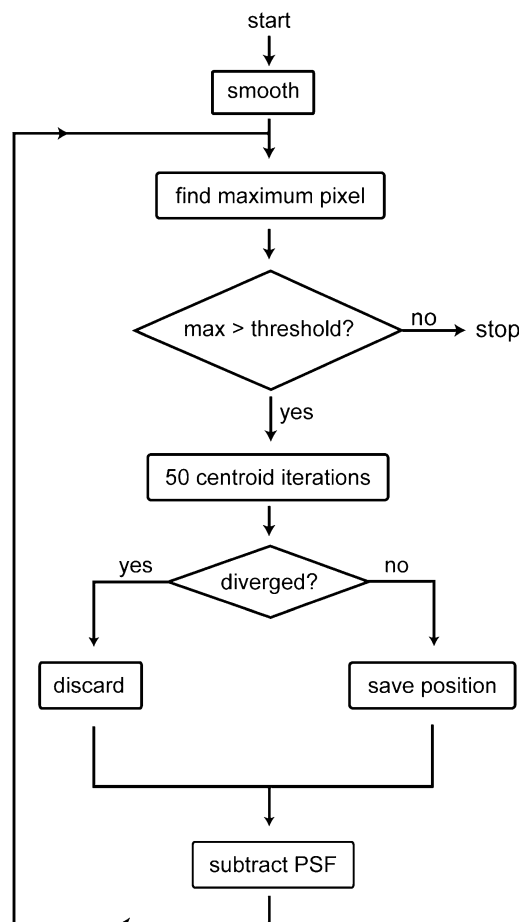 start
smooth
find maximum pixel
max > threshold?
no
stop
yes
50 centroid iterations
yes
diverged?
no
discard
save position
subtract PSF